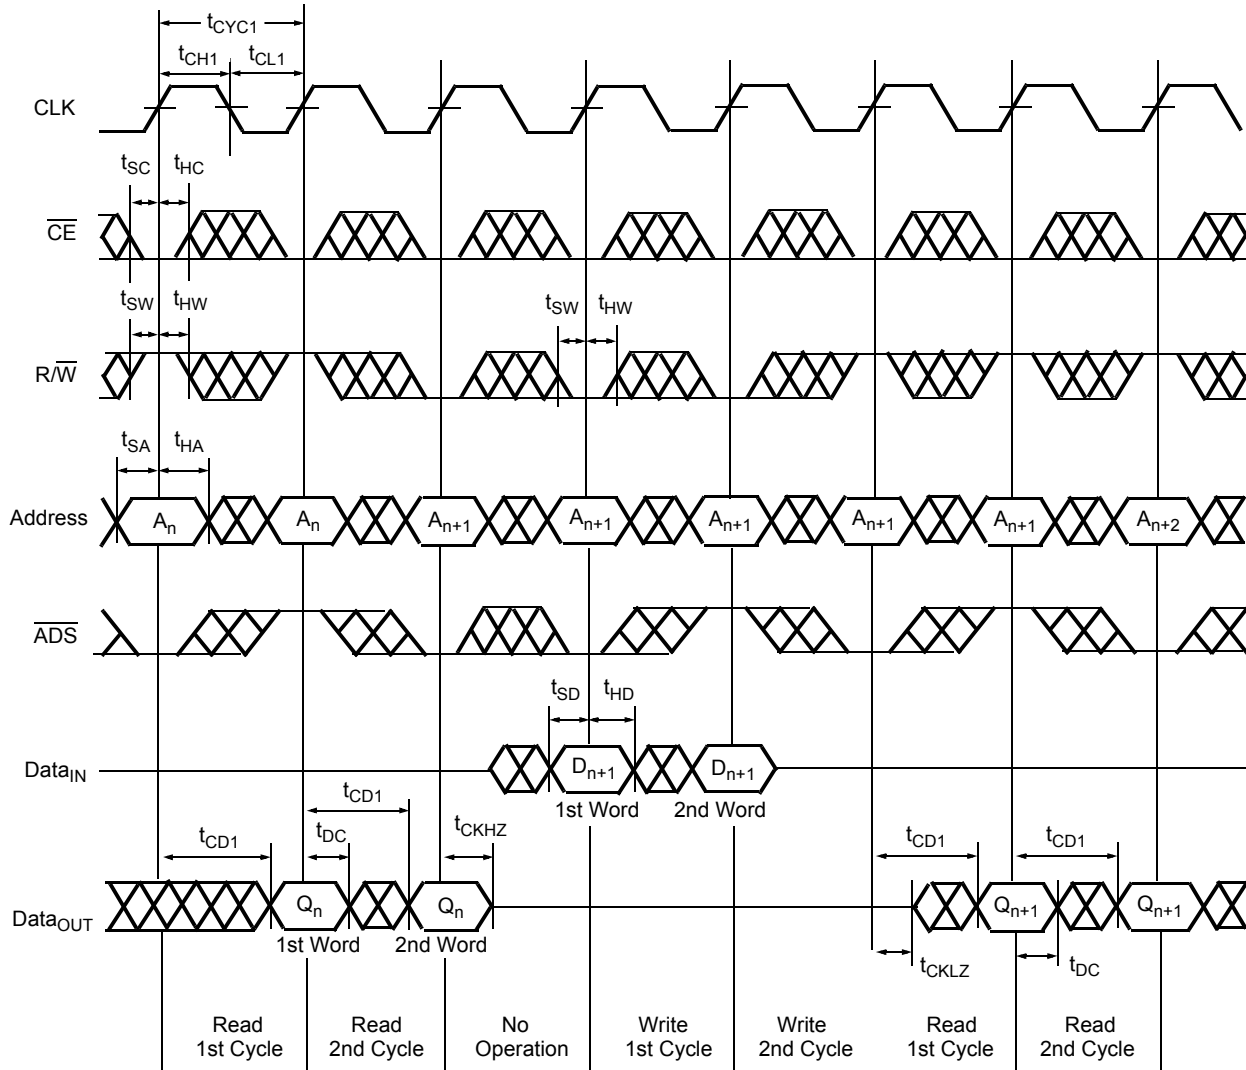 tCYC1
tCH1 tCL1
CLK
tSC tHC
CE
tSW tHW tSW tHW
R/W
tSA tHA
Address An An An+1 An+1 An+1 An+1 An+1 An+2
ADS
tSD tHD
DataIN Dn+1 Dn+1
1st Word 2nd Word
tCD1
tCD1 tDC tCKHZ tCD1 tCD1
DataOUT Qn Qn Qn+1 Qn+1
1st Word 2nd Word
tCKLZ tDC
Read Read No Write Write Read Read
1st Cycle 2nd Cycle Operation 1st Cycle 2nd Cycle 1st Cycle 2nd Cycle